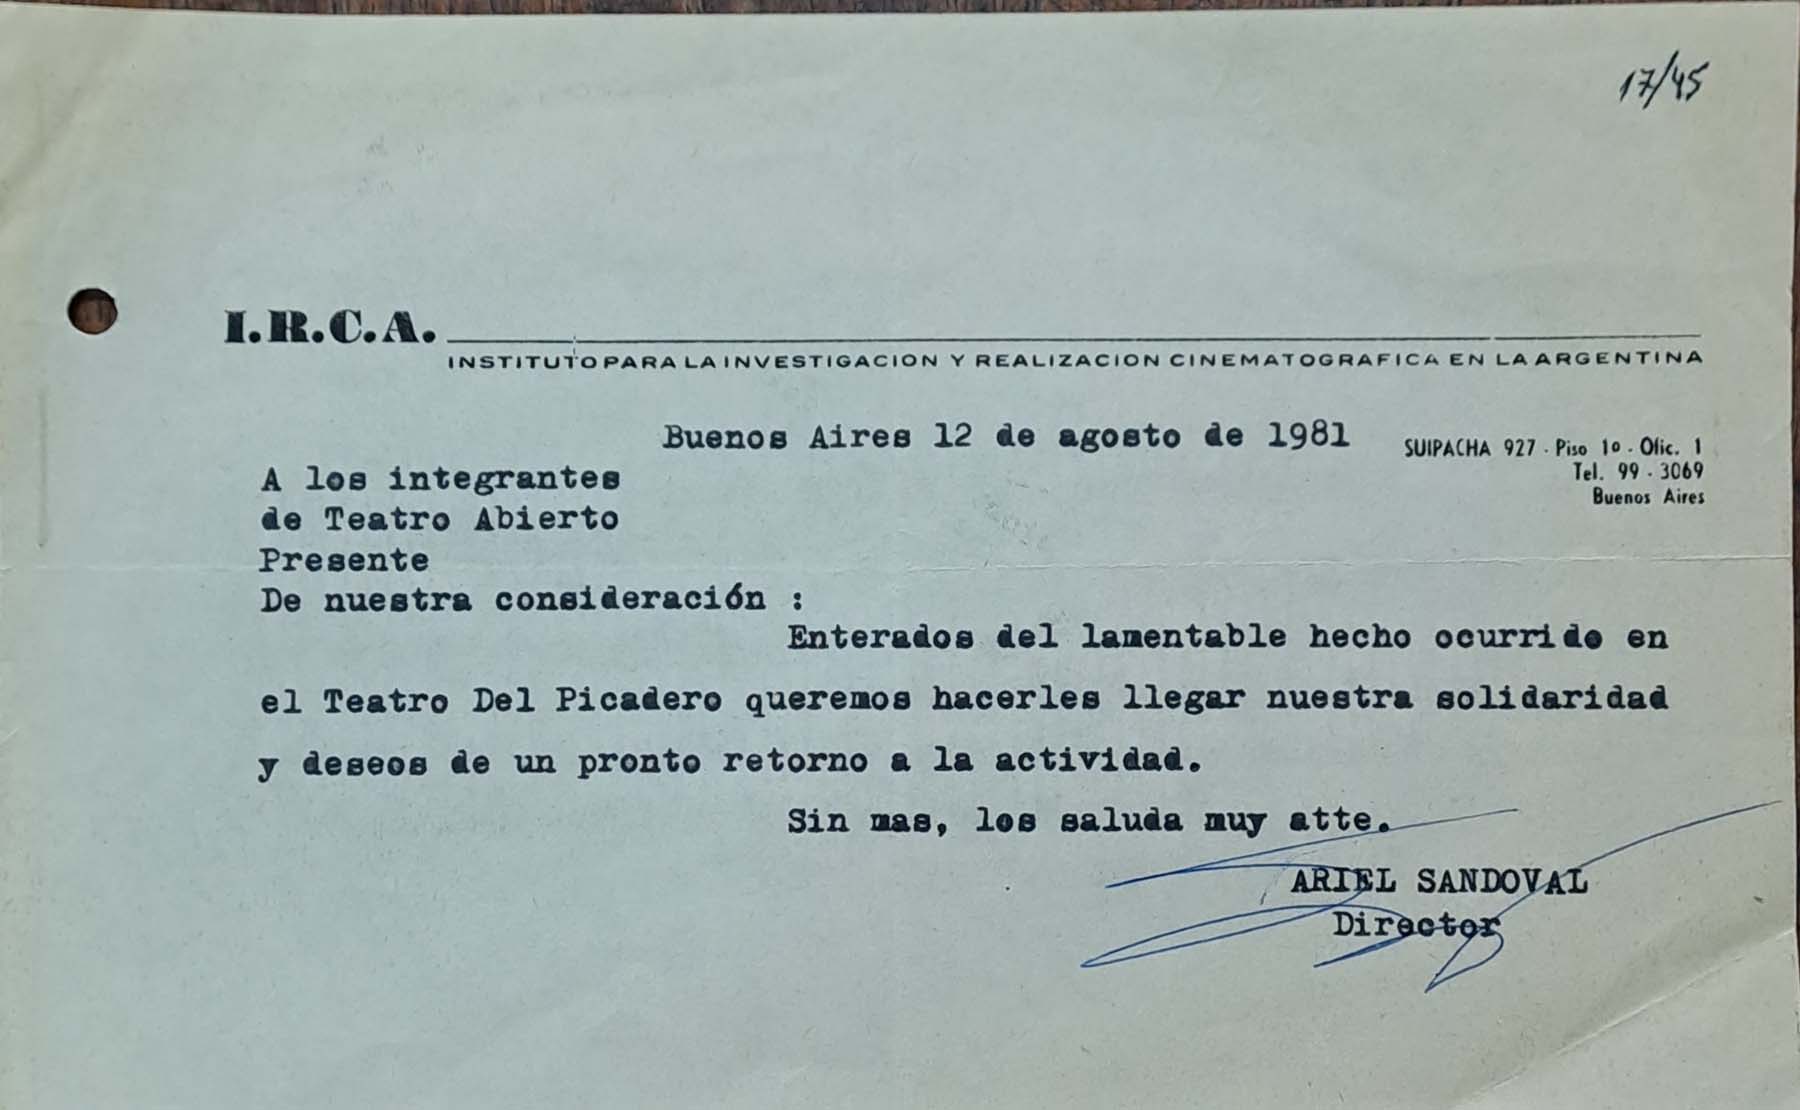 17/45
I.R.C.A.
INSTITUTO PARA LA INVESTIGACION Y REALIZACION CINEMATOGRAFICA EN LA ARGENTINA
Buenos Aires 12 de agosto de 1981
SUIPACHA 927 - Piso 1o - Ofic. 1
Tel. 99 - 3069
Buenos Aires
A los integrantes
de Teatro Abierto
Presente
De nuestra consideración :
Enterados del lamentable hecho ocurrido en
el Teatro Del Picadero queremos hacerles llegar nuestra solidaridad
y deseos de un pronto retorno a la actividad.
Sin mas, los saluda muy atte.
ARIEL SANDOVAL
Director